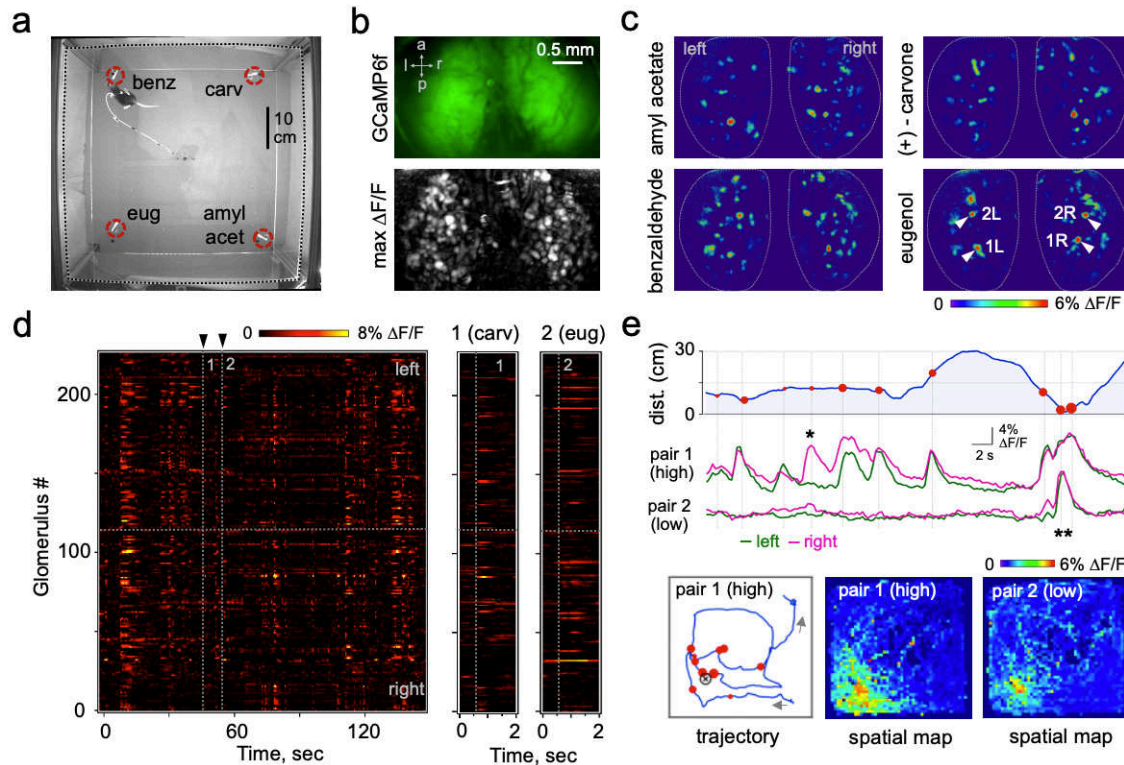 a
benz
carv
10
cm
eug
amyl
acet
b
GCaMP6f
a
l r
p
0.5 mm
max ΔF/F
c
amyl acetate
left
right
(+) - carvone
benzaldehyde
eugenol
2L
1L
2R
1R
0 6% ΔF/F
d
0 8% ΔF/F
1 2
left
right
200
100
0
Glomerulus #
0 60 120
Time, sec
1 (carv)
1
0 2
Time, sec
2 (eug)
2
0 2
e
dist. (cm)
30
0
*
4%
ΔF/F
2 s
pair 1
(high)
pair 2
(low)
**
left right
0 6% ΔF/F
pair 1 (high)
trajectory
pair 1 (high)
spatial map
pair 2 (low)
spatial map